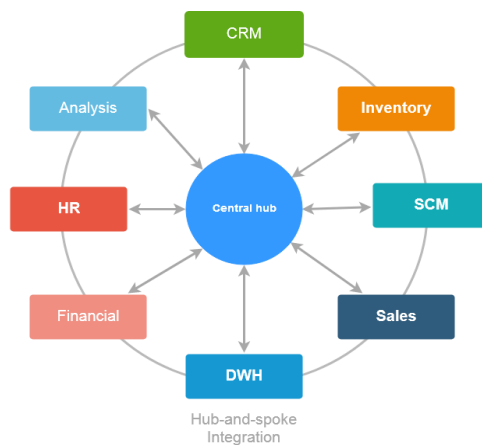 CRM
Analysis
Inventory
HR
Central hub
SCM
Financial
Sales
DWH
Hub-and-spoke
Integration